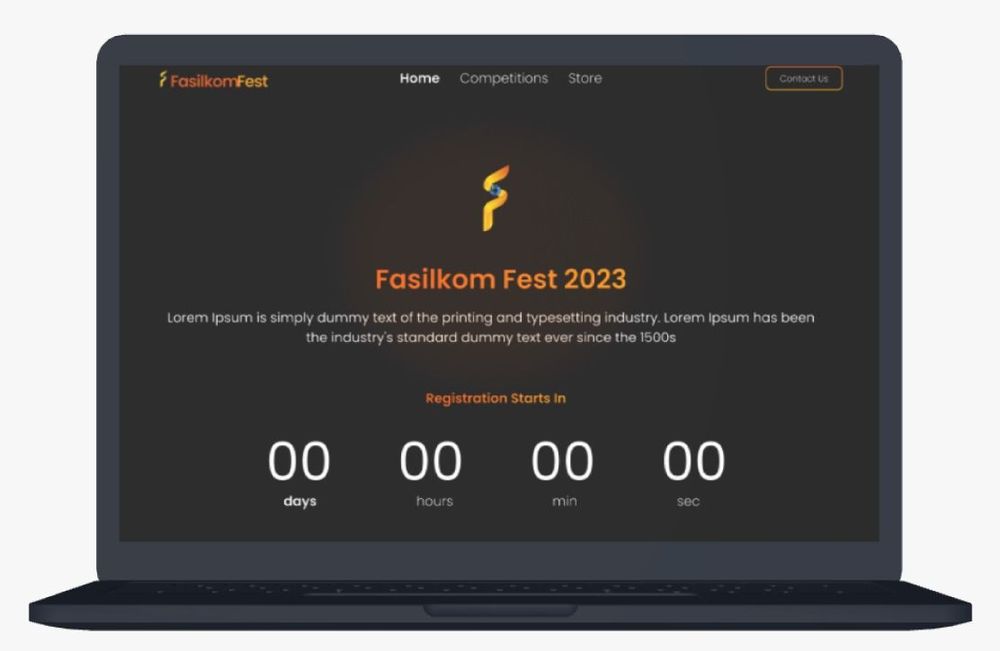 FasilkomFest
Home Competitions Store
Contact Us
Fasilkom Fest 2023
Lorem Ipsum is simply dummy text of the printing and typesetting industry. Lorem Ipsum has been
the industry's standard dummy text ever since the 1500s
Registration Starts In
00 00 00 00
days hours min sec